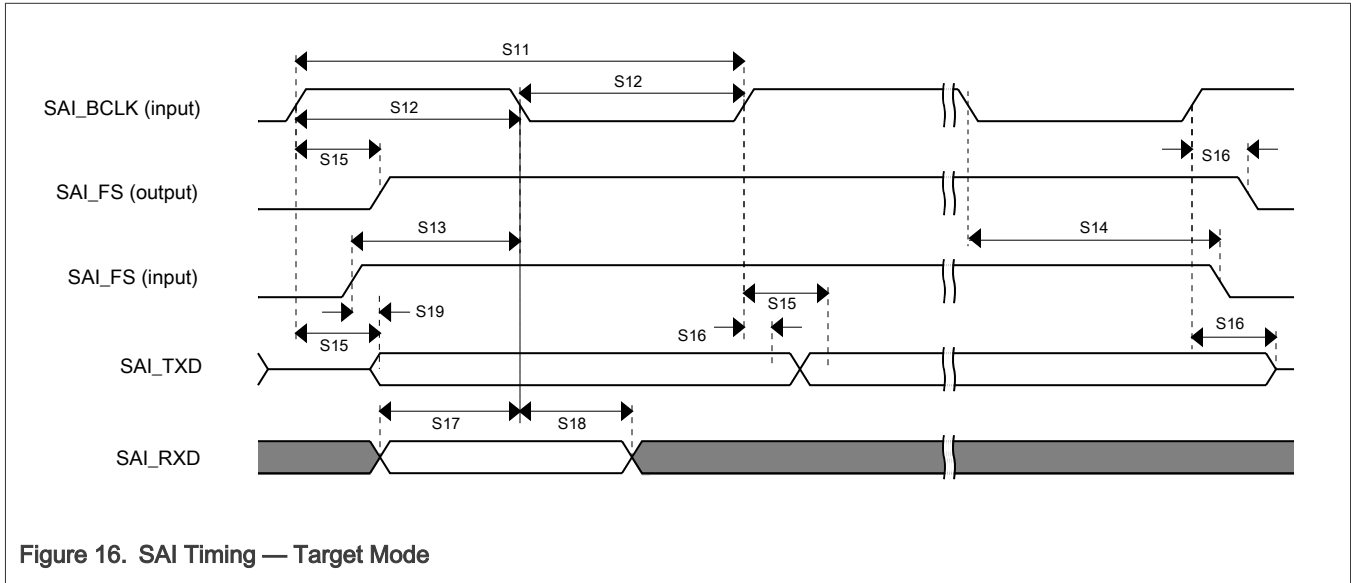 S11
S12
SAI_BCLK (input)
S12
S15
S16
SAI_FS (output)
S13
S14
SAI_FS (input)
S19
S15
S15
S16
S16
SAI_TXD
S17
S18
SAI_RXD
Figure 16. SAI Timing — Target Mode